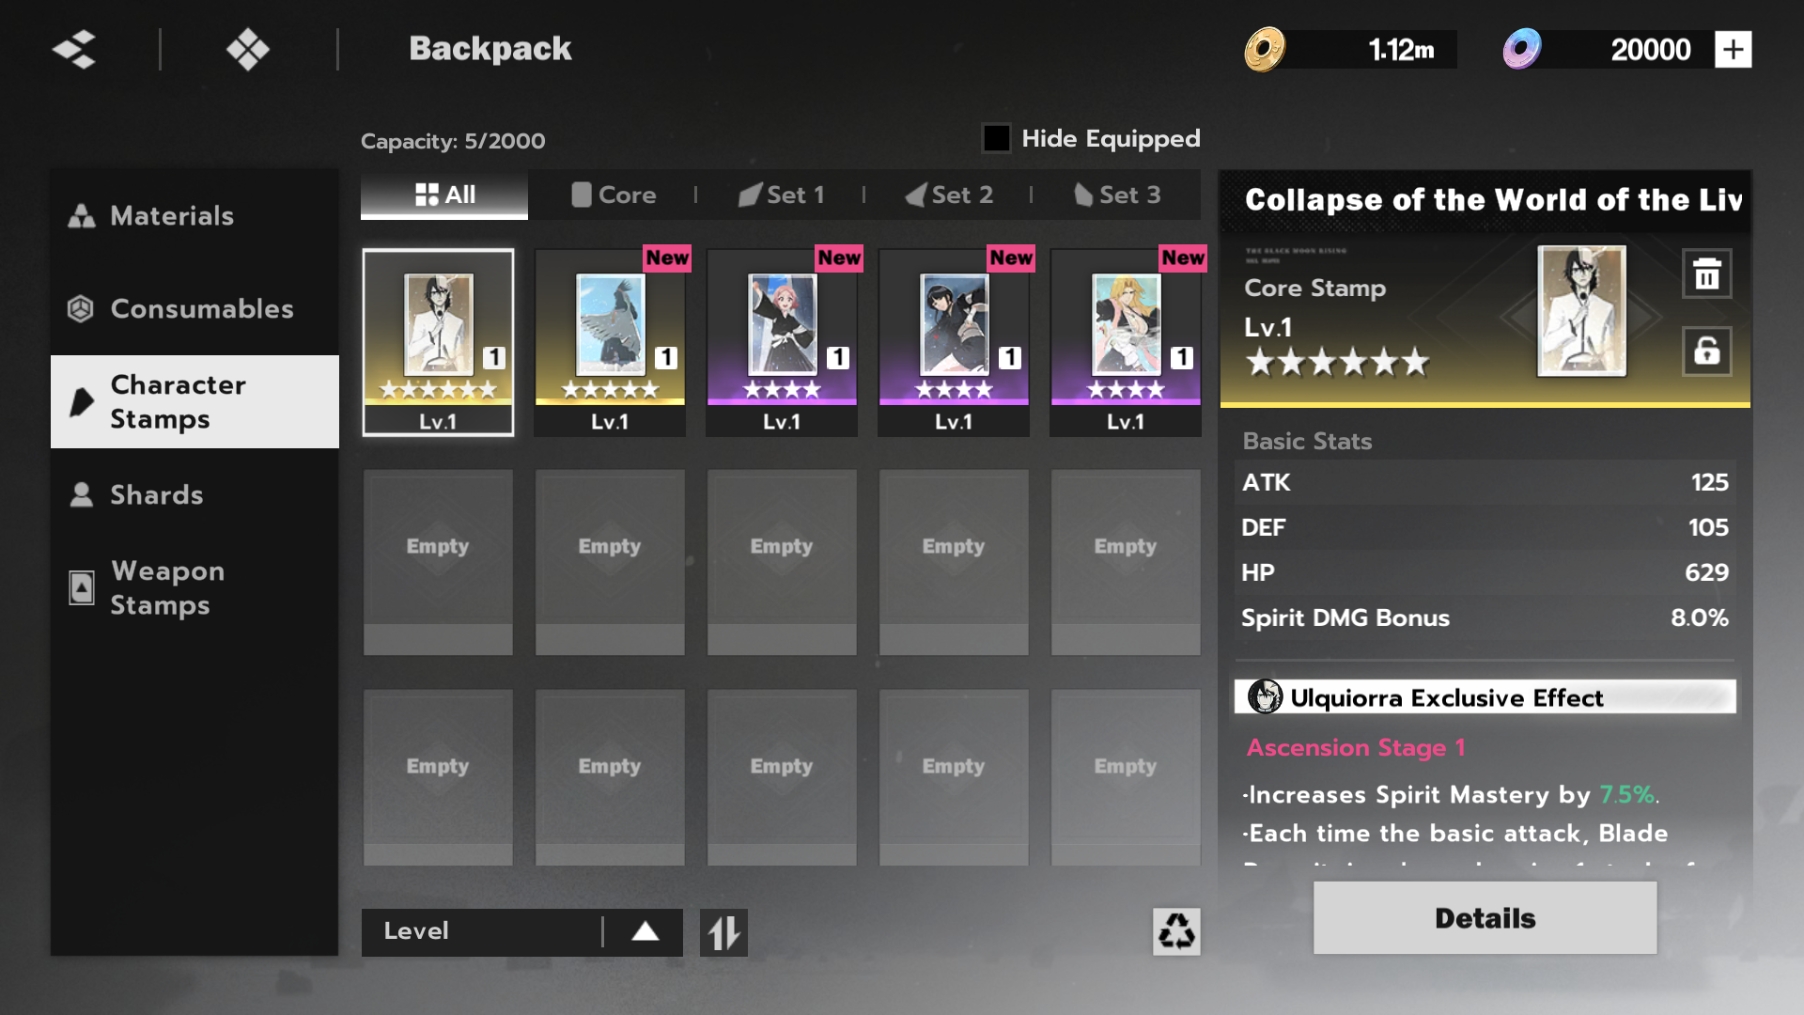 Backpack
1.12m
20000
Capacity: 5/2000
Hide Equipped
Materials
Consumables
Character
Stamps
Shards
Weapon
Stamps
All
Core
Set 1
Set 2
Set 3
New
New
New
New
1
1
1
1
1
Lv.1
Lv.1
Lv.1
Lv.1
Lv.1
Empty
Empty
Empty
Empty
Empty
Empty
Empty
Empty
Empty
Empty
Level
Collapse of the World of the Liv
THE BLACK MOON RISING
Core Stamp
Lv.1
Basic Stats
ATK 125
DEF 105
HP 629
Spirit DMG Bonus 8.0%
Ulquiorra Exclusive Effect
Ascension Stage 1
·Increases Spirit Mastery by 7.5%.
·Each time the basic attack, Blade
Details